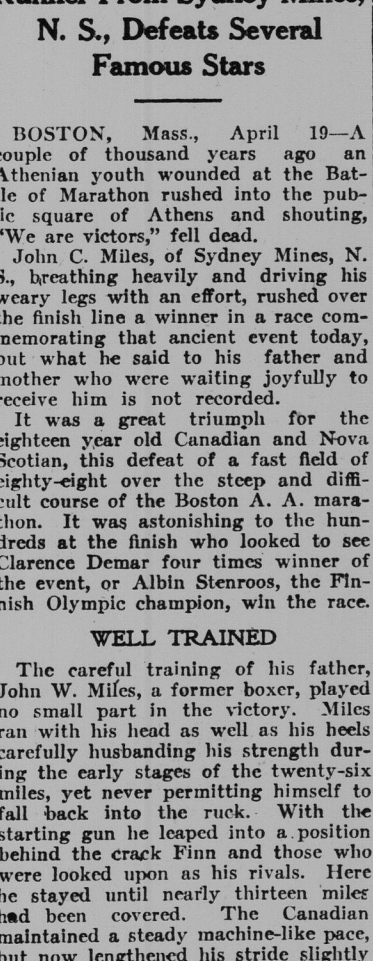 Runner From Sydney Mines,
N. S., Defeats Several
Famous Stars
BOSTON, Mass., April 19—A
couple of thousand years ago an
Athenian youth wounded at the Bat-
tle of Marathon rushed into the pub-
lic square of Athens and shouting,
"We are victors," fell dead.
John C. Miles, of Sydney Mines, N.
S., breathing heavily and driving his
weary legs with an effort, rushed over
the finish line a winner in a race com-
memorating that ancient event today,
but what he said to his father and
mother who were waiting joyfully to
receive him is not recorded.
It was a great triumph for the
eighteen year old Canadian and Nova
Scotian, this defeat of a fast field of
eighty-eight over the steep and diffi-
cult course of the Boston A. A. mara-
thon. It was astonishing to the hun-
dreds at the finish who looked to see
Clarence Demar four times winner of
the event, or Albin Stenroos, the Fin-
nish Olympic champion, win the race.
WELL TRAINED
The careful training of his father,
John W. Miles, a former boxer, played
no small part in the victory. Miles
ran with his head as well as his heels
carefully husbanding his strength dur-
ing the early stages of the twenty-six
miles, yet never permitting himself to
fall back into the ruck. With the
starting gun he leaped into a position
behind the crack Finn and those who
were looked upon as his rivals. Here
he stayed until nearly thirteen miles
had been covered. The Canadian
maintained a steady machine-like pace,
but now lengthened his stride slightly